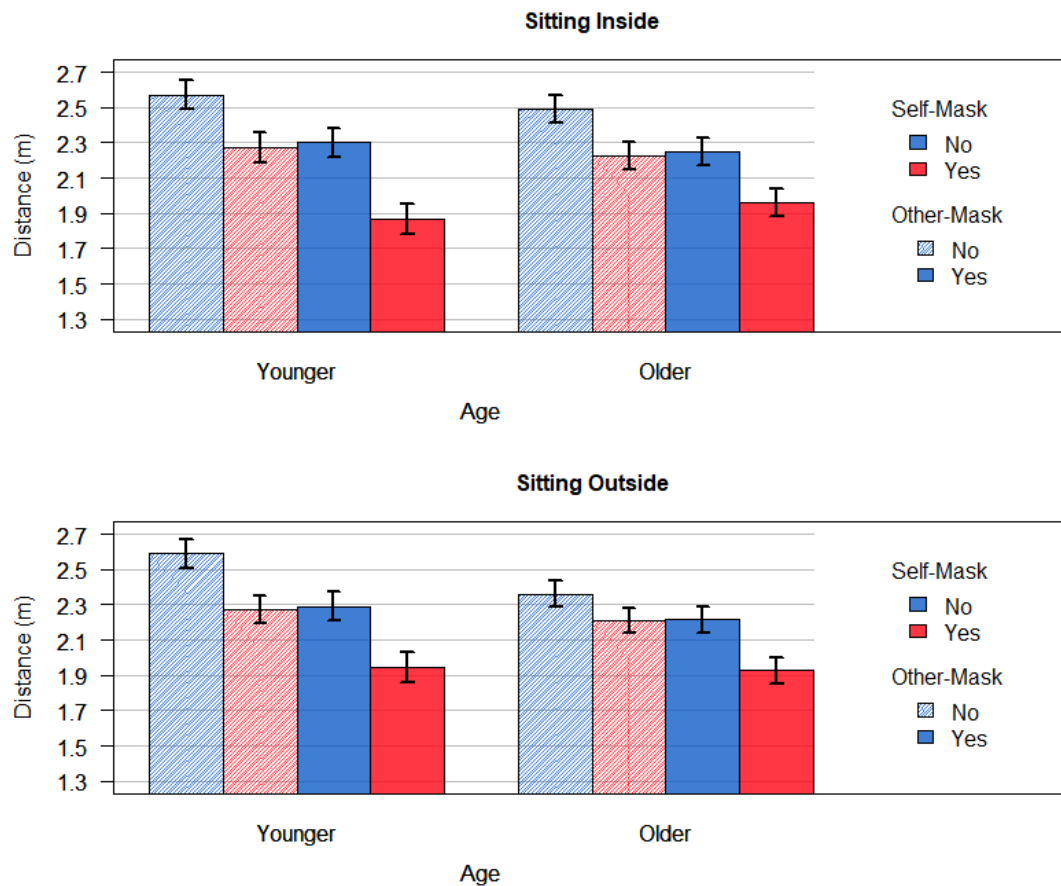 Sitting Inside
Distance (m)
2.7
2.5
2.3
2.1
1.9
1.7
1.5
1.3
Younger
Older
Age
Self-Mask
No
Yes
Other-Mask
No
Yes
Sitting Outside
Distance (m)
2.7
2.5
2.3
2.1
1.9
1.7
1.5
1.3
Younger
Older
Age
Self-Mask
No
Yes
Other-Mask
No
Yes